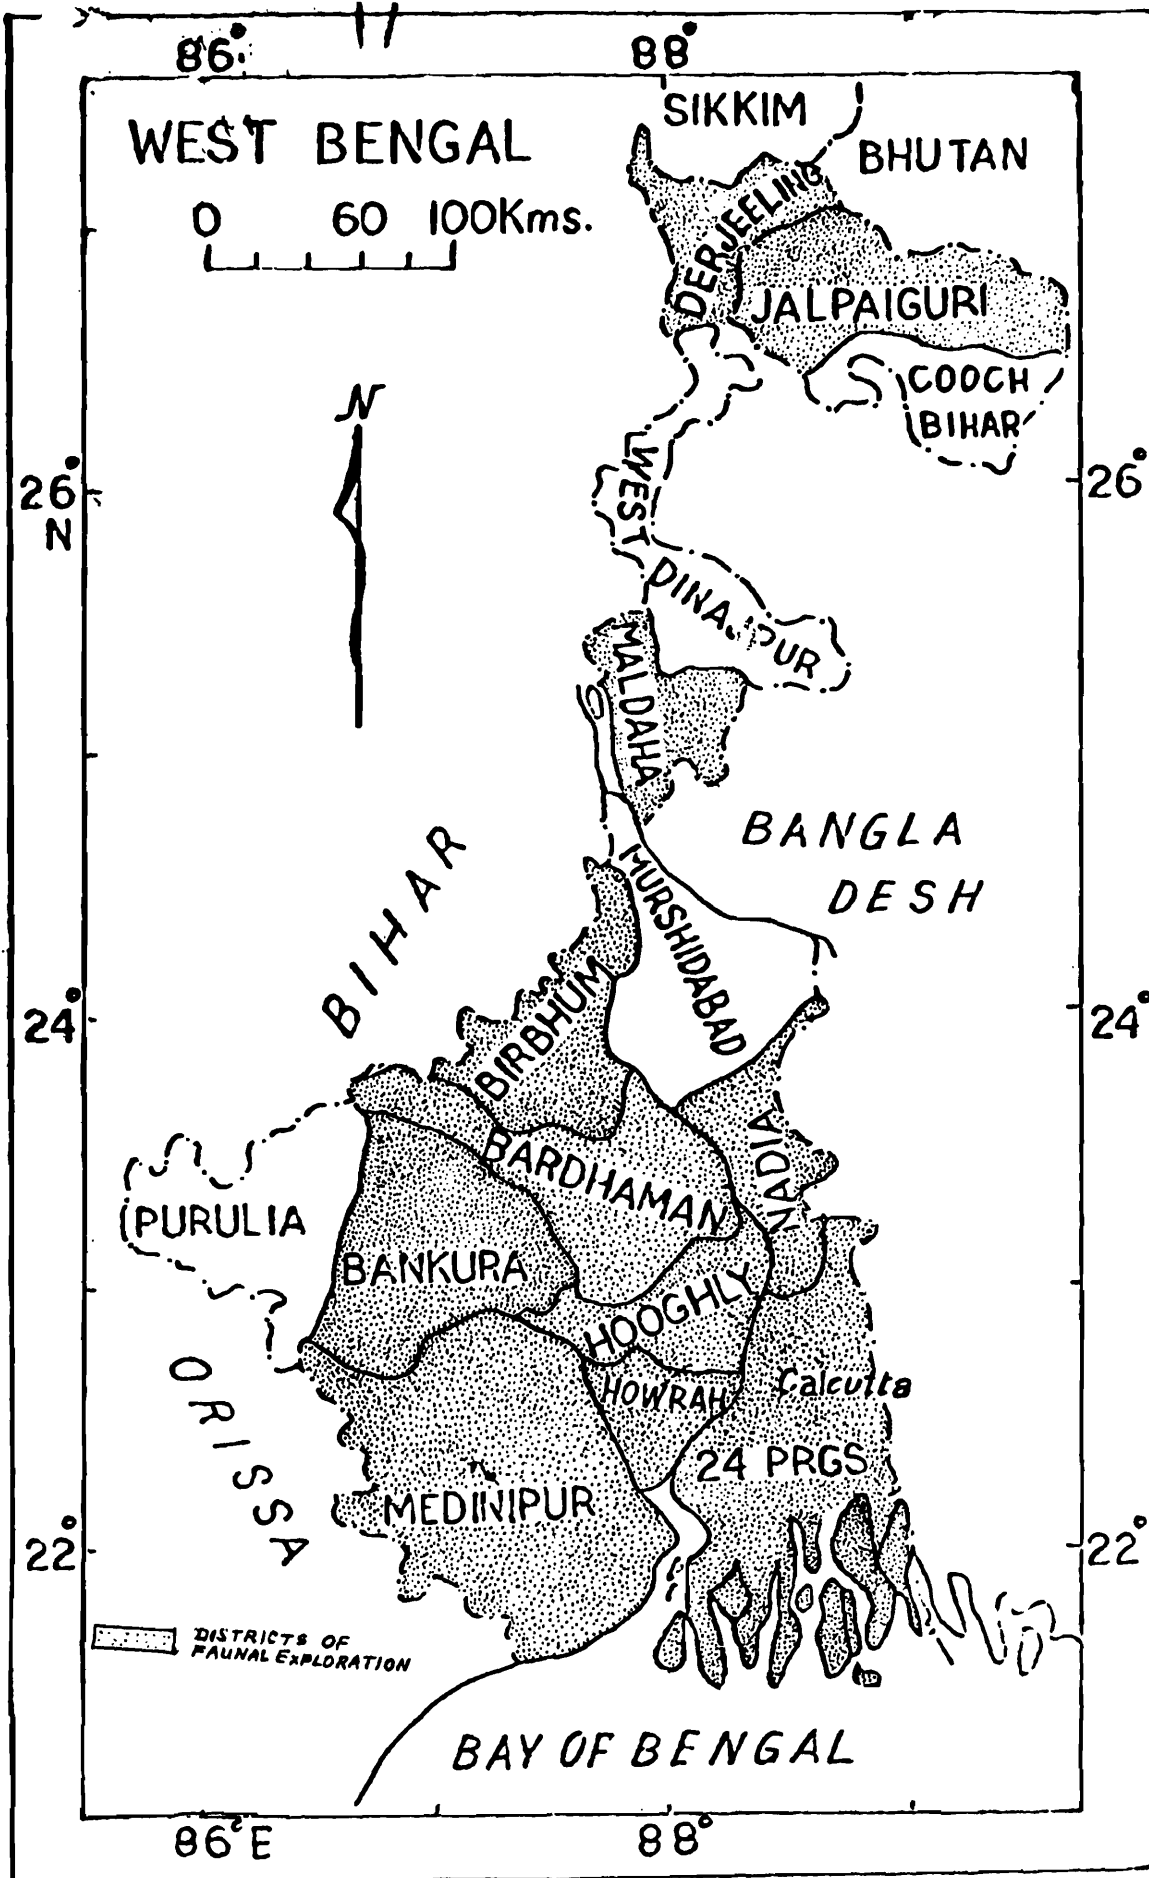 86° 88°
SIKKIM
WEST BENGAL
BHUTAN
0 60 100Kms.
DERJEELING
JALPAIGURI
COOCH
BIHAR
N
26° 26°
N
WEST
DINAJPUR
MALDAHA
BANGLA
DESH
BIHAR
MURSHIDABAD
24° 24°
BIRBHUM
BARDHAMAN
NADIA
PURULIA
BANKURA
HOOGHLY
HOWRAH
Calcutta
ORISSA
24 PRGS
MEDINIPUR
22° 22°
DISTRICTS OF
FAUNAL EXPLORATION
BAY OF BENGAL
86°E 88°